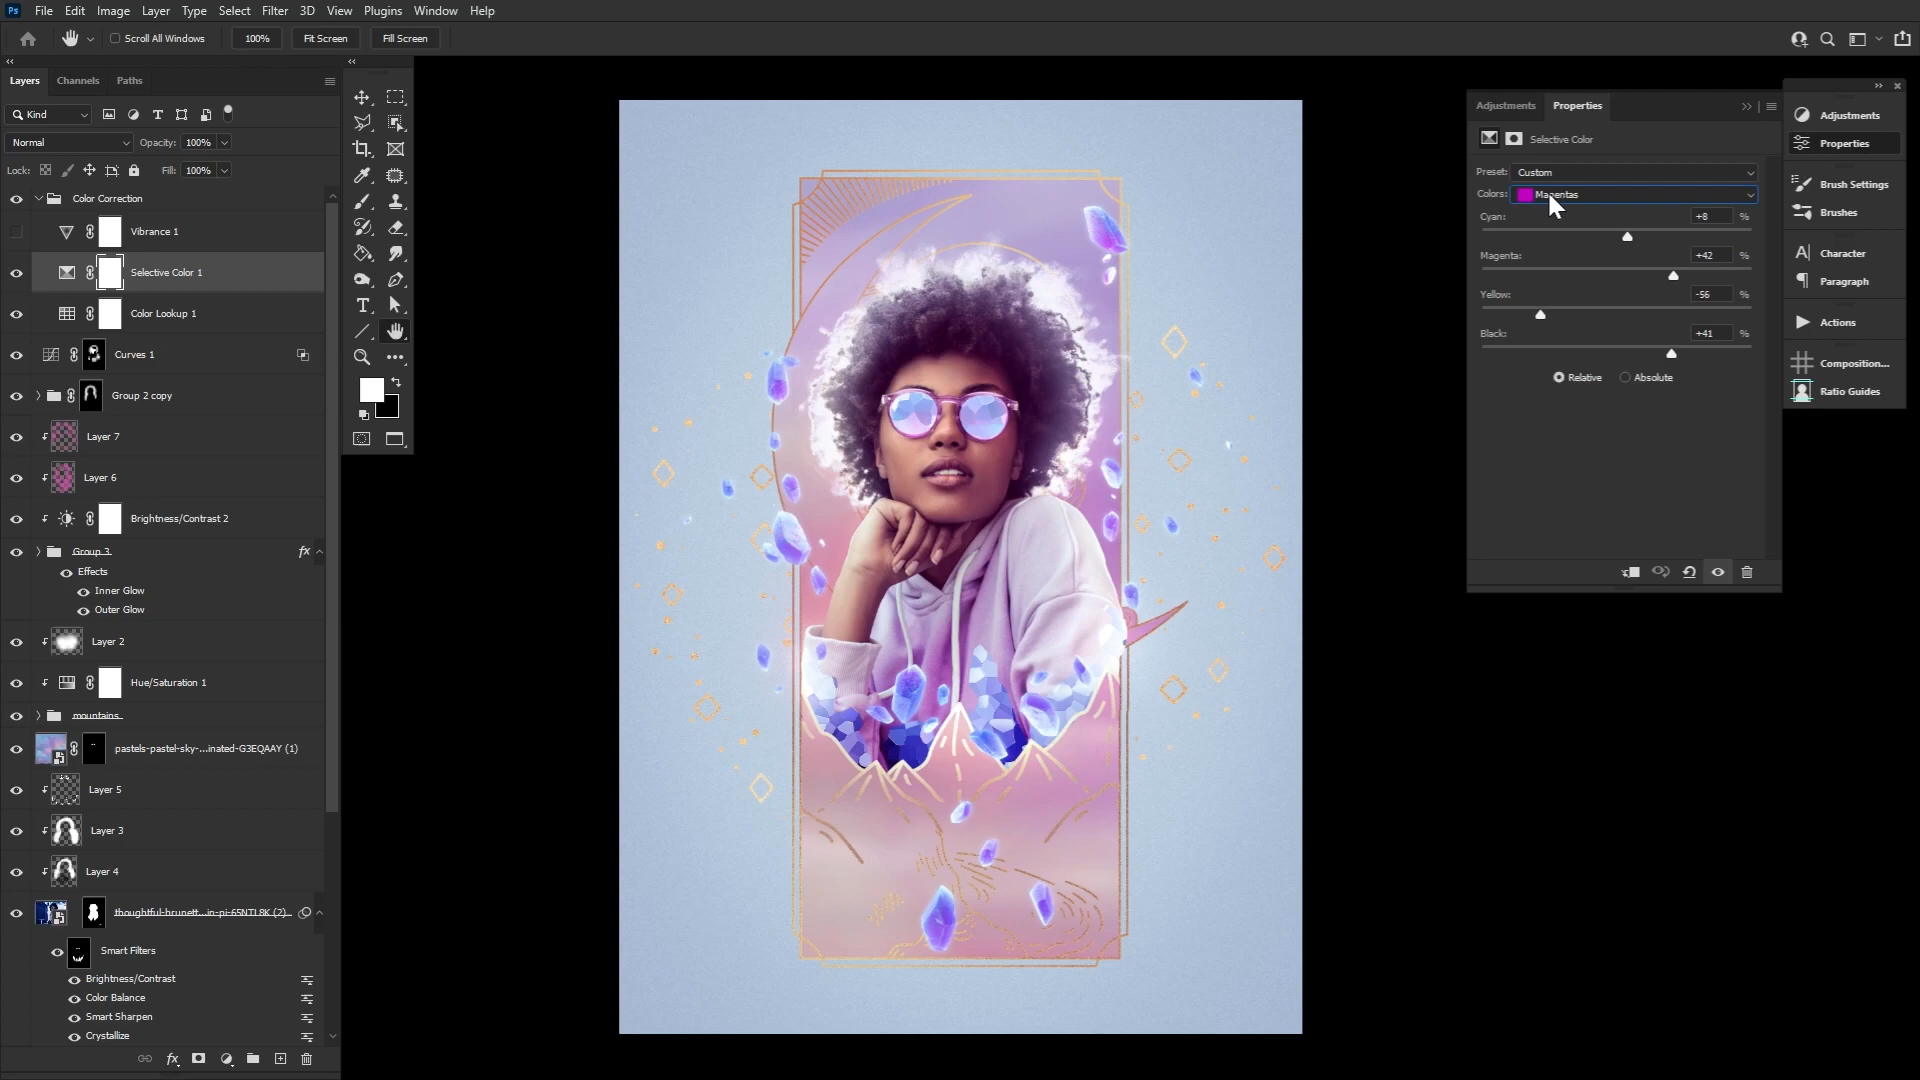 Ps File Edit Image Layer Type Select Filter 3D View Plugins Window Help
Scroll All Windows 100% Fit Screen Fill Screen
Layers Channels Paths
Kind
Normal Opacity: 100%
Lock: Fill: 100%
Color Correction
Vibrance 1
Selective Color 1
Color Lookup 1
Curves 1
Group 2 copy
Layer 7
Layer 6
Brightness/Contrast 2
Group 3 fx
Effects
Inner Glow
Outer Glow
Layer 2
Hue/Saturation 1
mountains
pastels-pastel-sky-...inated-G3EQAAY (1)
Layer 5
Layer 3
Layer 4
thoughtful-brunett...in-pi-65NTL8K (2)
Smart Filters
Brightness/Contrast
Color Balance
Smart Sharpen
Crystallize
fx
Adjustments Properties
Selective Color
Preset: Custom
Colors: Magentas
Cyan: +8 %
Magenta: +42 %
Yellow: -56 %
Black: +41 %
Relative Absolute
Adjustments
Properties
Brush Settings
Brushes
Character
Paragraph
Actions
Composition...
Ratio Guides